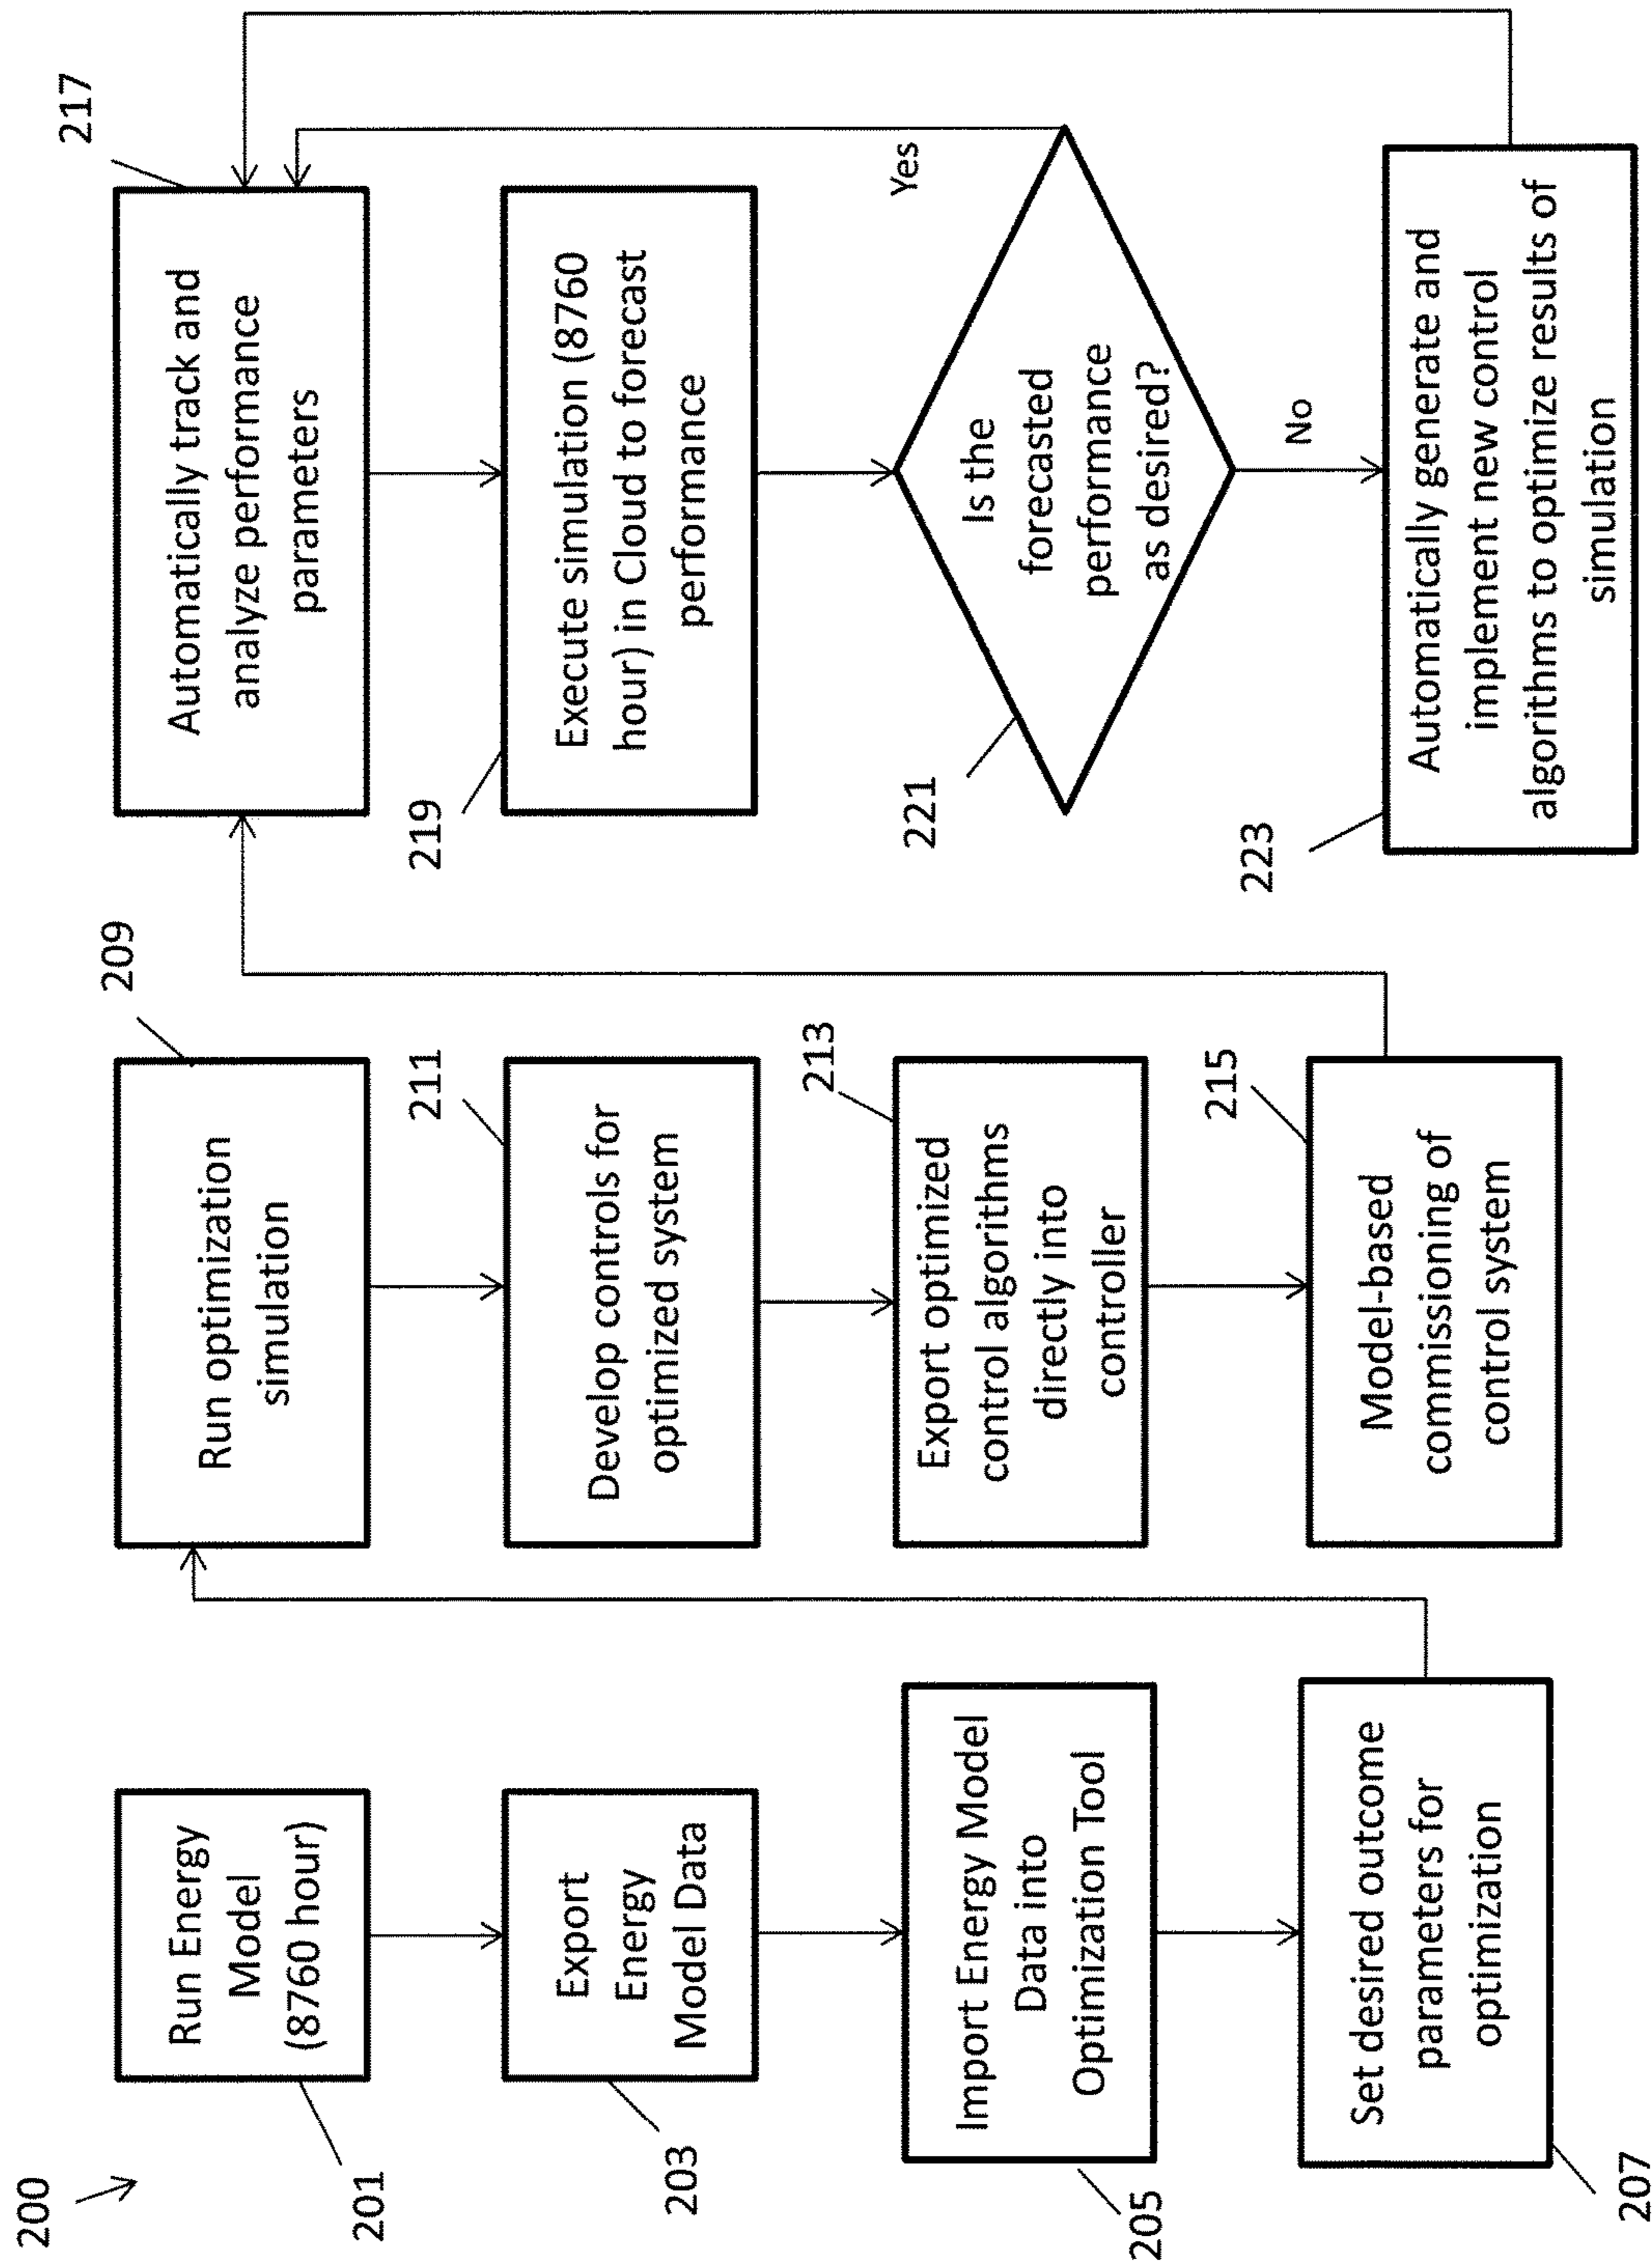 200
201
Run Energy
Model
(8760 hour)
203
Export
Energy
Model Data
205
Import Energy Model
Data into
Optimization Tool
207
Set desired outcome
parameters for
optimization
209
Run optimization
simulation
211
Develop controls for
optimized system
213
Export optimized
control algorithms
directly into
controller
215
Model-based
commissioning of
control system
217
Automatically track and
analyze performance
parameters
219
Execute simulation (8760
hour) in Cloud to forecast
performance
221
Is the
forecasted
performance
as desired?
Yes
No
223
Automatically generate and
implement new control
algorithms to optimize results of
simulation